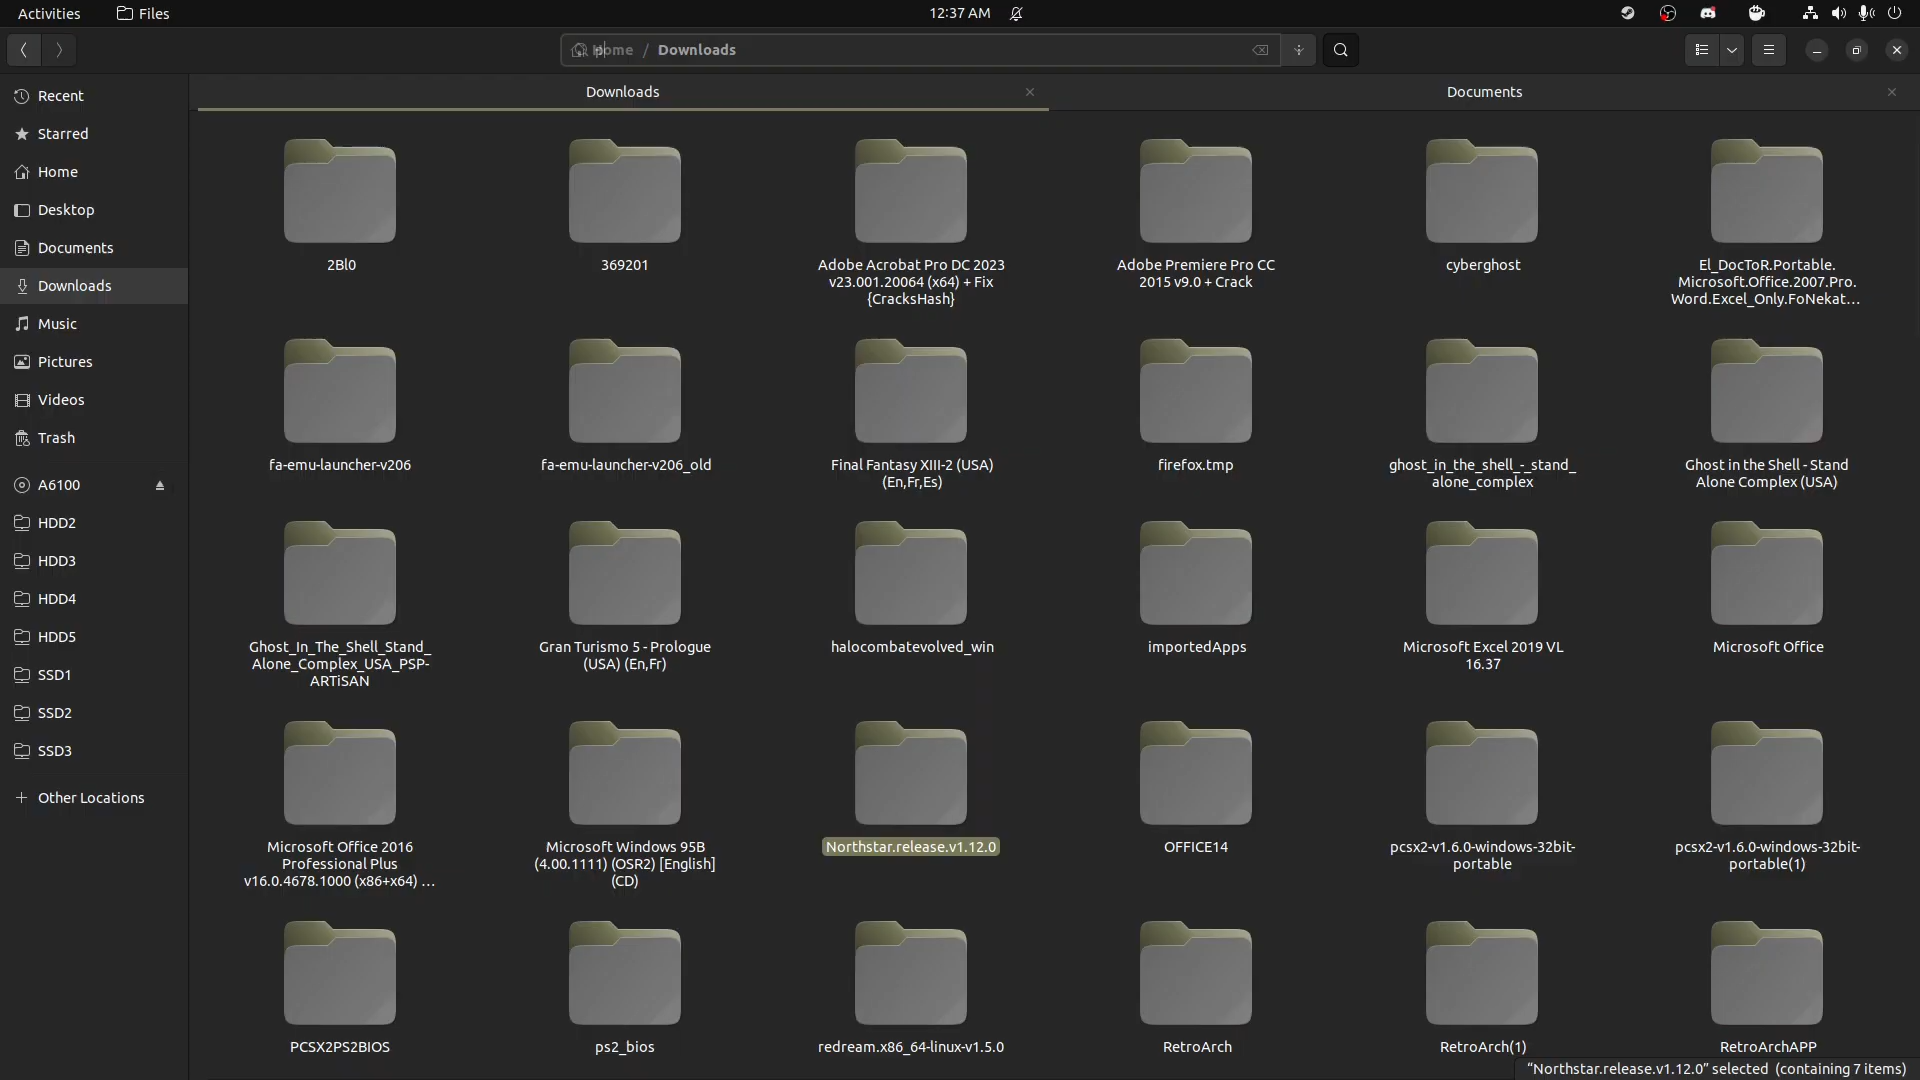 Activities
Files
12:37 AM
Home / Downloads
Downloads
Documents
Recent
Starred
Home
Desktop
Documents
Downloads
Music
Pictures
Videos
Trash
A6100
HDD2
HDD3
HDD4
HDD5
SSD1
SSD2
SSD3
Other Locations
2Bl0
369201
Adobe Acrobat Pro DC 2023
v23.001.20064 (x64) + Fix
{CracksHash}
Adobe Premiere Pro CC
2015 v9.0 + Crack
cyberghost
El_DocToR.Portable.
Microsoft.Office.2007.Pro.
Word.Excel_Only.FoNekat…
fa-emu-launcher-v206
fa-emu-launcher-v206_old
Final Fantasy XIII-2 (USA)
(En,Fr,Es)
firefox.tmp
ghost_in_the_shell_-_stand_
alone_complex
Ghost in the Shell - Stand
Alone Complex (USA)
Ghost_In_The_Shell_Stand_
Alone_Complex_USA_PSP-
ARTiSAN
Gran Turismo 5 - Prologue
(USA) (En,Fr)
halocombatevolved_win
importedApps
Microsoft Excel 2019 VL
16.37
Microsoft Office
Microsoft Office 2016
Professional Plus
v16.0.4678.1000 (x86+x64) …
Microsoft Windows 95B
(4.00.1111) (OSR2) [English]
(CD)
Northstar.release.v1.12.0
OFFICE14
pcsx2-v1.6.0-windows-32bit-
portable
pcsx2-v1.6.0-windows-32bit-
portable(1)
PCSX2PS2BIOS
ps2_bios
redream.x86_64-linux-v1.5.0
RetroArch
RetroArch(1)
RetroArchAPP
“Northstar.release.v1.12.0” selected (containing 7 items)